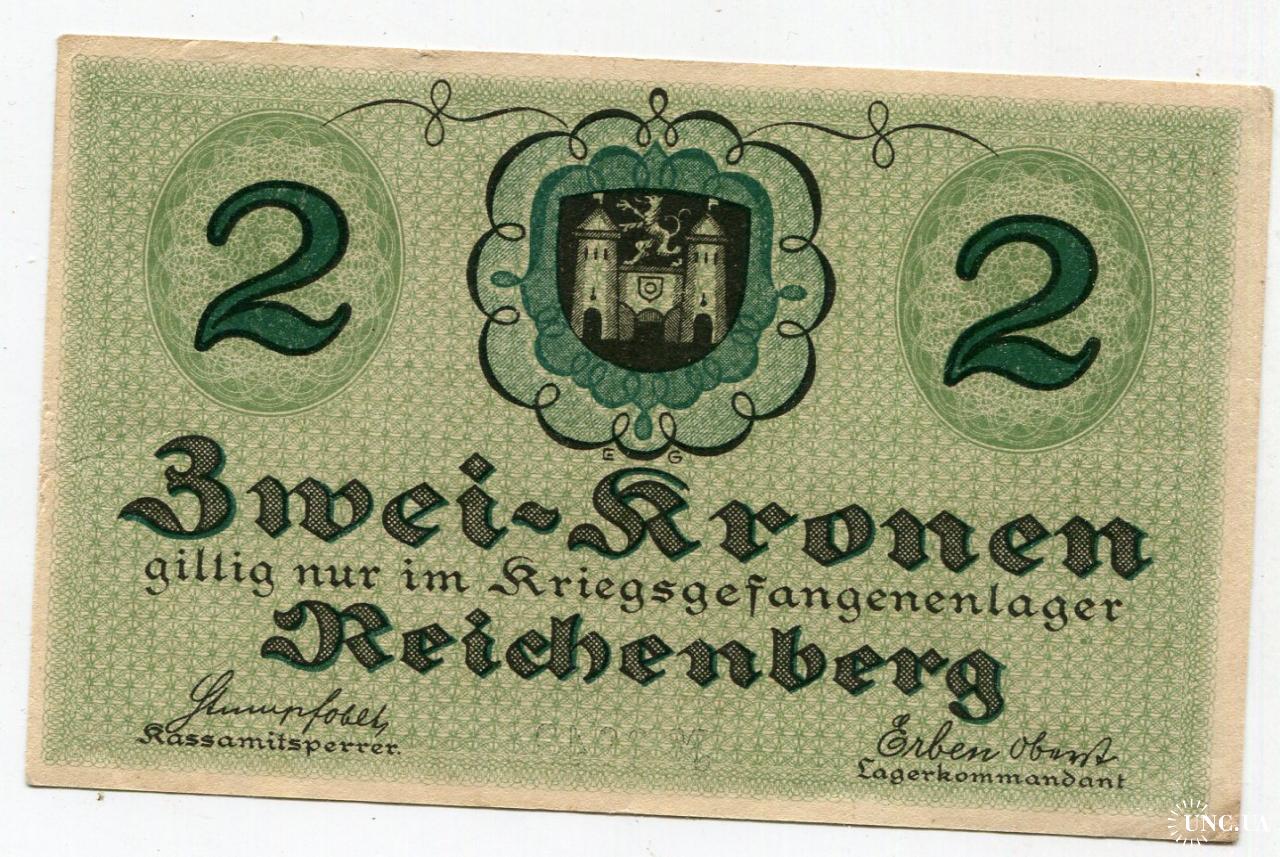 2 2
E G
Zwei-Kronen
giltig nur im Kriegsgefangenenlager
Reichenberg
Kassamitsperrer.
Erben Oberst
Lagerkommandant
UNC.UA